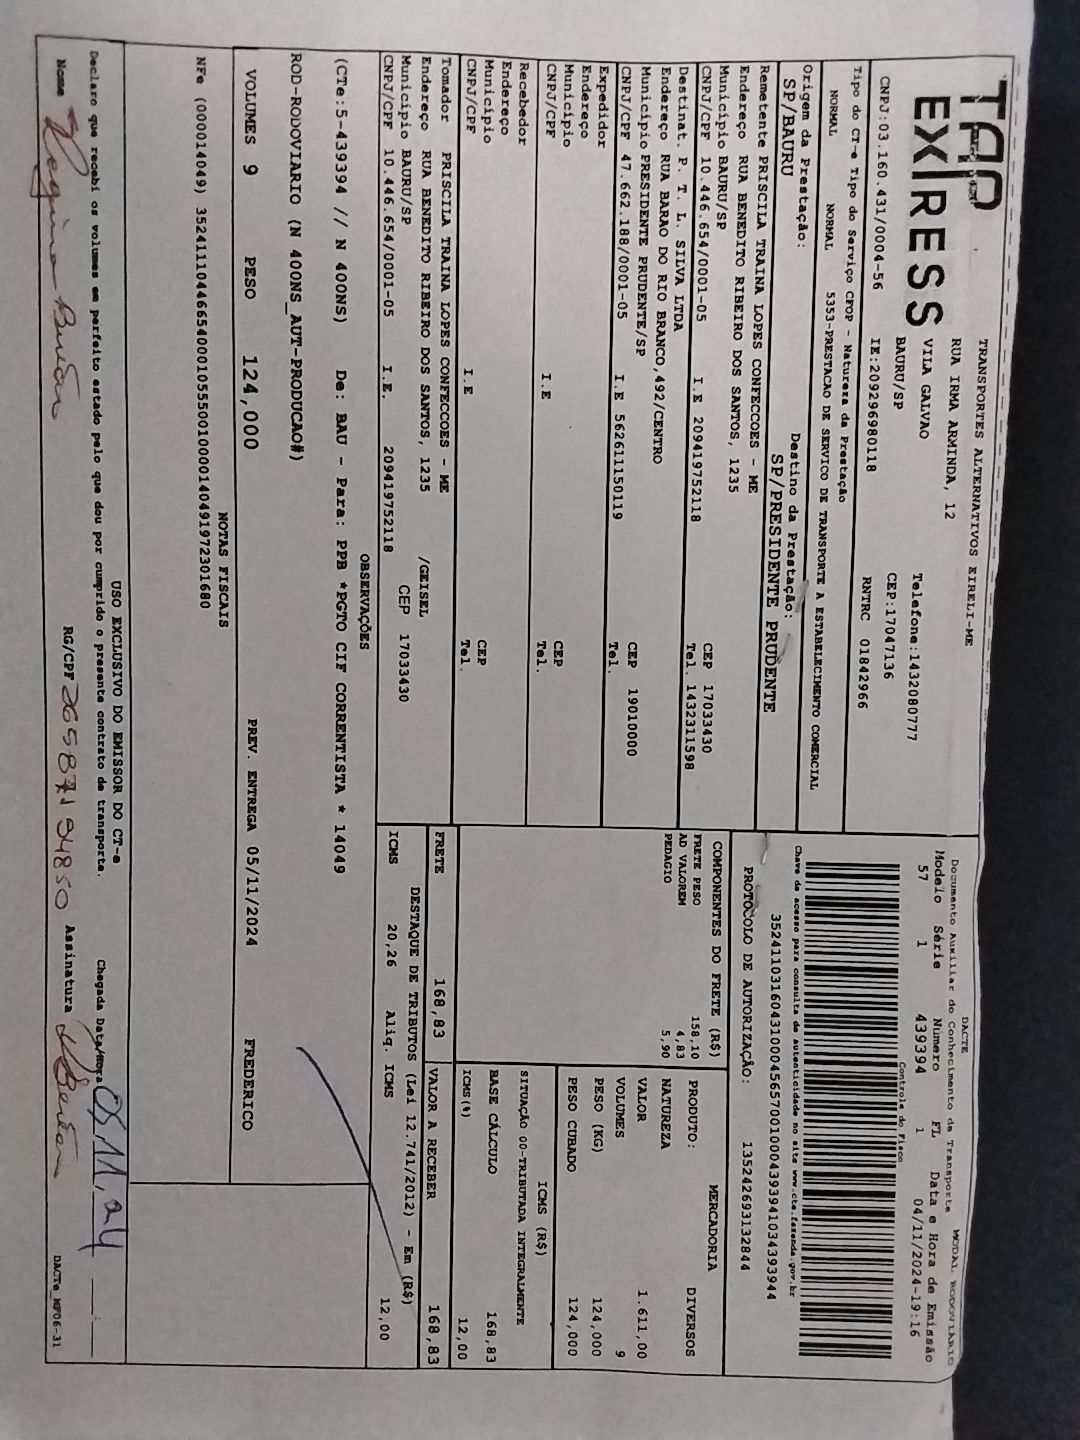 TAP
EX/RESS
TRANSPORTES ALTERNATIVOS EIRELI-ME
RUA IRMA ARMINDA, 12
VILA GALVAO
BAURU/SP
Telefone:1432080777
CEP:17047136
CNPJ:03.160.431/0004-56 IE:209296980118 RNTRC 01842966
Tipo do CT-e Tipo do Serviço CFOP - Natureza da Prestação
NORMAL NORMAL 5353-PRESTACAO DE SERVICO DE TRANSPORTE A ESTABELECIMENTO COMERCIAL
Origem da Prestação: Destino da Prestação:
SP/BAURU SP/PRESIDENTE PRUDENTE
DACTE MODAL RODOVIÁRIO
Documento Auxiliar do Conhecimento de Transporte
Modelo Série Número FL Data e Hora de Emissão
57 1 439394 1 04/11/2024-19:16
Controle do Fisco
Chave de acesso para consulta de autenticidade no site www.cte.fazenda.gov.br
35241103160431000456570010004393941034393944
PROTOCOLO DE AUTORIZAÇÃO: 135242693132844
Remetente PRISCILA TRAINA LOPES CONFECCOES - ME
Endereço RUA BENEDITO RIBEIRO DOS SANTOS, 1235
Município BAURU/SP CEP 17033430
CNPJ/CPF 10.446.654/0001-05 I.E 209419752118 Tel. 1432311598
Destinat. P. T. L. SILVA LTDA
Endereço RUA BARAO DO RIO BRANCO,492/CENTRO
Município PRESIDENTE PRUDENTE/SP CEP 19010000
CNPJ/CPF 47.662.188/0001-05 I.E 562611150119 Tel.
Expedidor
Endereço
Município CEP
CNPJ/CPF I.E Tel.
Recebedor
Endereço
Município CEP
CNPJ/CPF I.E Tel.
Tomador PRISCILA TRAINA LOPES CONFECCOES - ME
Endereço RUA BENEDITO RIBEIRO DOS SANTOS, 1235 /GEISEL
Município BAURU/SP CEP 17033430
CNPJ/CPF 10.446.654/0001-05 I.E. 209419752118
COMPONENTES DO FRETE (R$)
FRETE PESO 158,10
AD VALOREM 4,83
PEDAGIO 5,90
MERCADORIA
PRODUTO: DIVERSOS
NATUREZA
VALOR 1.611,00
VOLUMES 9
PESO (KG) 124,000
PESO CUBADO 124,000
ICMS (R$)
SITUAÇÃO 00-TRIBUTADA INTEGRALMENTE
BASE CÁLCULO 168,83
ICMS(%) 12,00
FRETE 168,83 VALOR A RECEBER 168,83
DESTAQUE DE TRIBUTOS (Lei 12.741/2012) - Em (R$)
ICMS 20,26 Aliq. ICMS 12,00
OBSERVAÇÕES
(CTe:5-439394 // N 400NS) De: BAU - Para: PPB *PGTO CIF CORRENTISTA * 14049
ROD-RODOVIARIO (N 400NS_AUT-PRODUCAO#)
VOLUMES 9 PESO 124,000 PREV. ENTREGA 05/11/2024 FREDERICO
NOTAS FISCAIS
NFe (000014049) 35241110446654000105550010000140491972301680
USO EXCLUSIVO DO EMISSOR DO CT-e
Declaro que recebi os volumes em perfeito estado pelo que dou por cumprido o presente contrato de transporte. Chegada Data/Hora 05,11,24 __:__
Nome RG/CPF 26587194850 Assinatura
DACTe_MF06-31